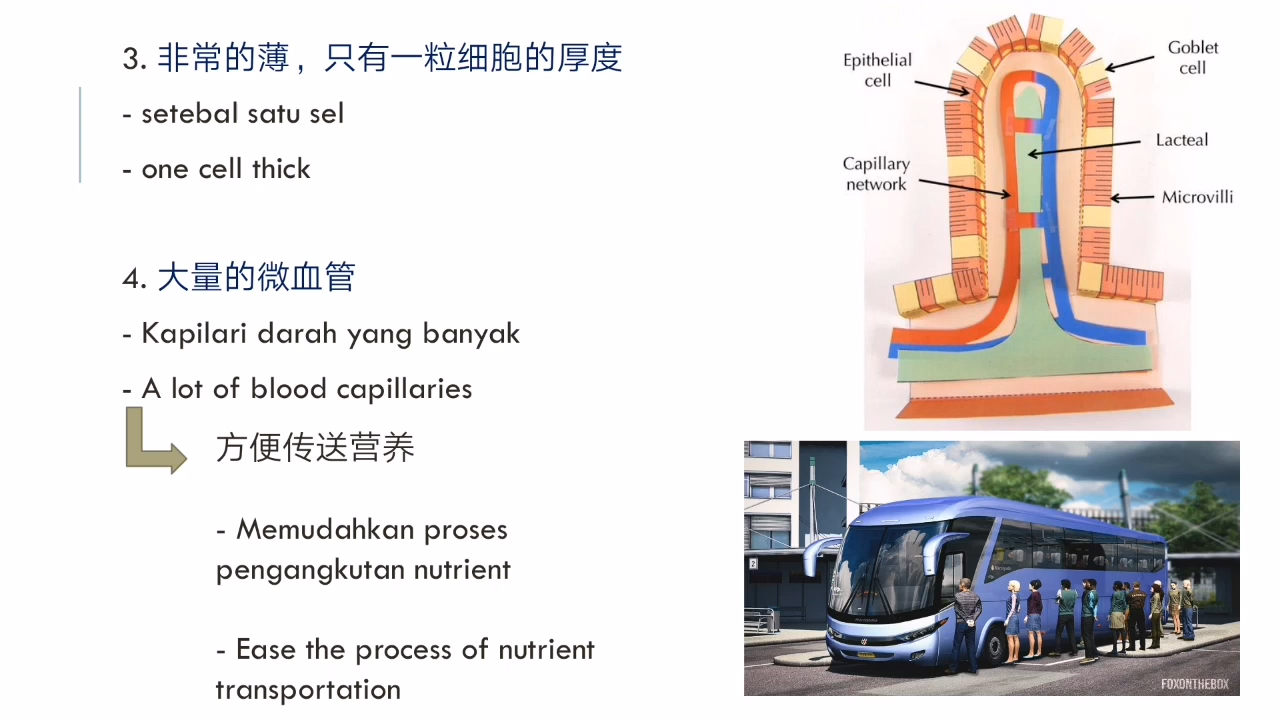 3. 非常的薄，只有一粒细胞的厚度
- setebal satu sel
- one cell thick
4. 大量的微血管
- Kapilari darah yang banyak
- A lot of blood capillaries
方便传送营养
- Memudahkan proses
pengangkutan nutrient
- Ease the process of nutrient
transportation
Epithelial
cell
Goblet
cell
Lacteal
Capillary
network
Microvilli
2
FOXONTHEBOX